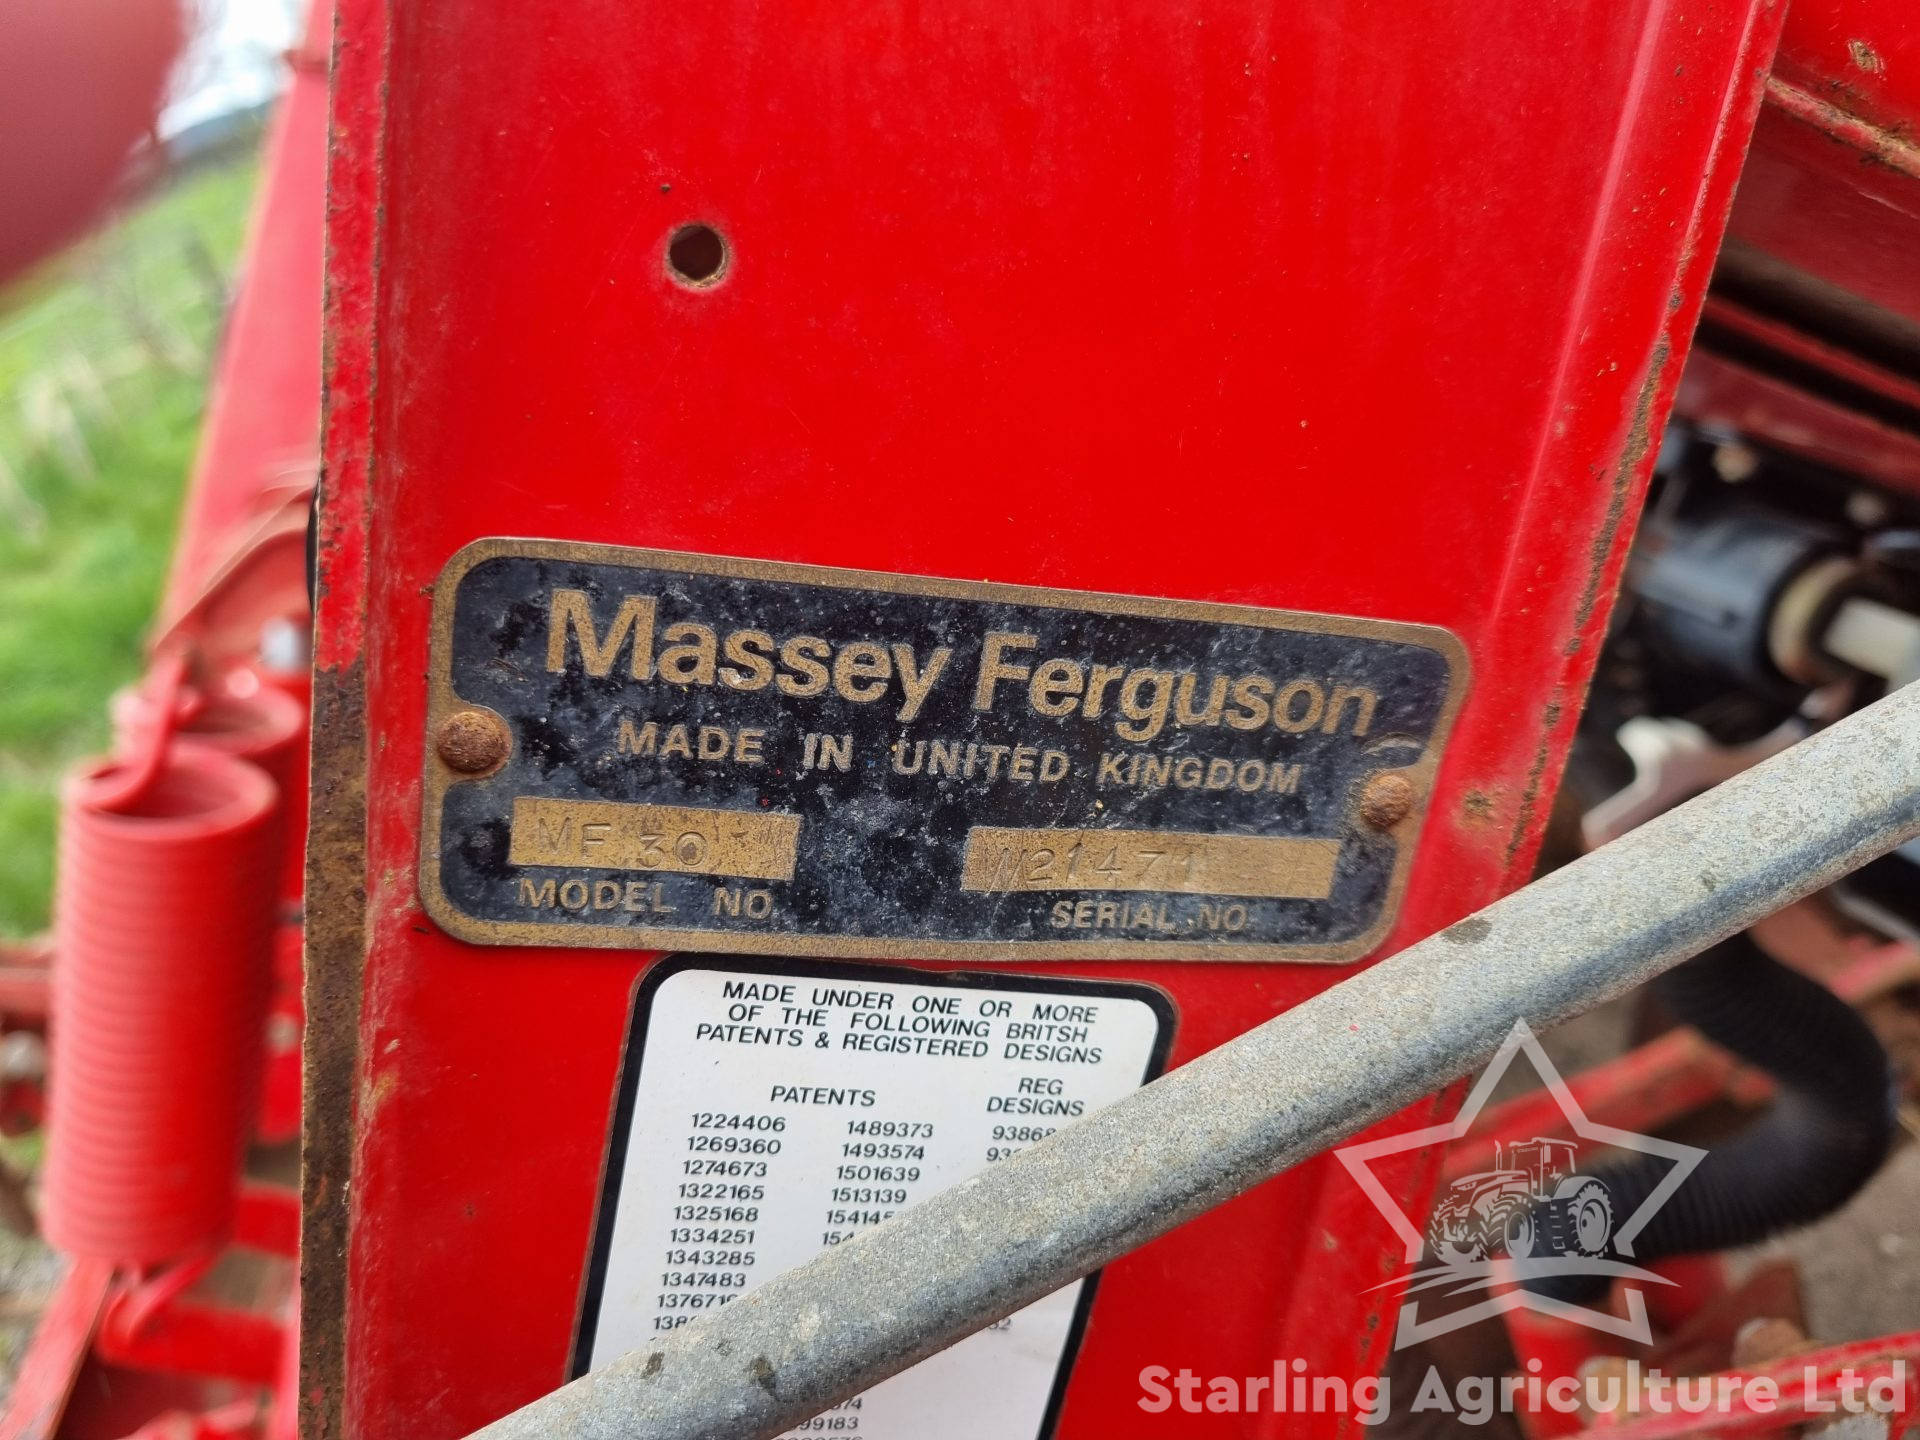 Massey Ferguson
MADE IN UNITED KINGDOM
MF 30
MODEL NO
W21471
SERIAL NO
MADE UNDER ONE OR MORE
OF THE FOLLOWING BRITSH
PATENTS & REGISTERED DESIGNS
PATENTS
REG
DESIGNS
1224406 1489373
1269360 1493574
1274673 1501639
1322165 1513139
1325168
1334251
1343285
1347483
Starling Agriculture Ltd